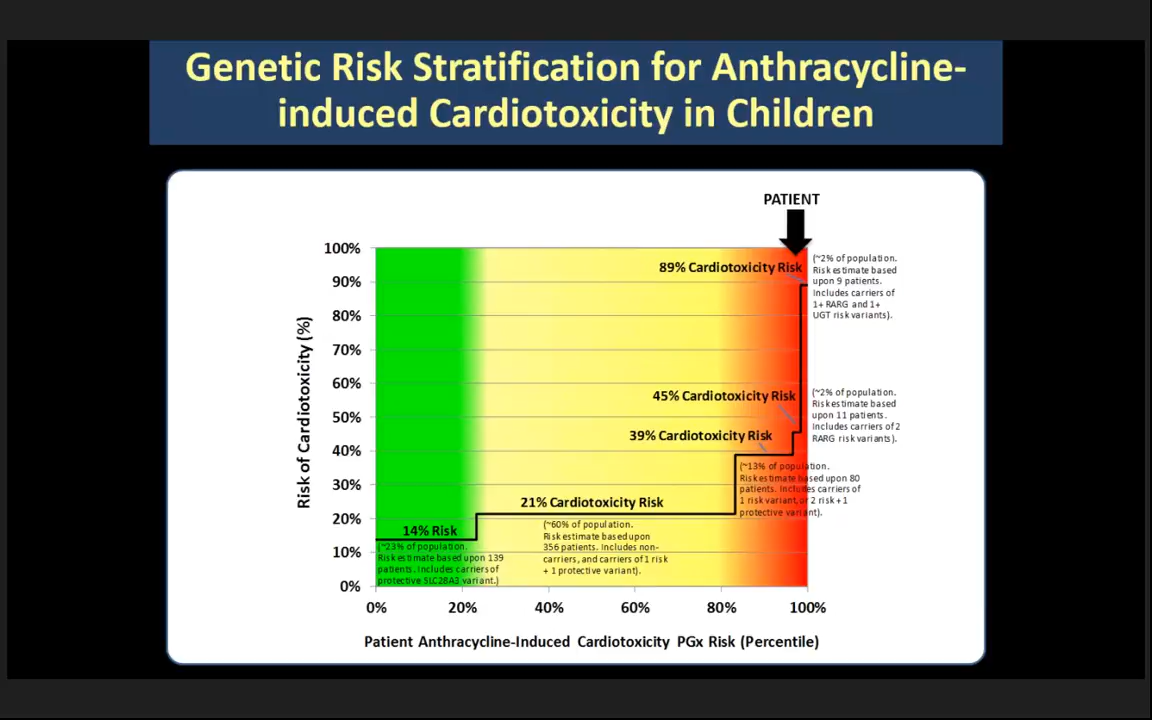 Genetic Risk Stratification for Anthracycline-
induced Cardiotoxicity in Children
PATIENT
100%
90%
80%
70%
60%
50%
40%
30%
20%
10%
0%
Risk of Cardiotoxicity (%)
89% Cardiotoxicity Risk
(~2% of population.
Risk estimate based
upon 9 patients.
Includes carriers of
1+ RARG and 1+
UGT risk variants).
45% Cardiotoxicity Risk
(~2% of population.
Risk estimate based
upon 11 patients.
Includes carriers of 2
RARG risk variants).
39% Cardiotoxicity Risk
(~13% of population.
Risk estimate based upon 80
patients. Includes carriers of
1 risk variant, or 2 risk + 1
protective variant).
21% Cardiotoxicity Risk
(~60% of population.
Risk estimate based upon
356 patients. Includes non-
carriers, and carriers of 1 risk
+ 1 protective variant).
14% Risk
(~23% of population.
Risk estimate based upon 139
patients. Includes carriers of
protective SLC28A3 variant.)
0% 20% 40% 60% 80% 100%
Patient Anthracycline-Induced Cardiotoxicity PGx Risk (Percentile)